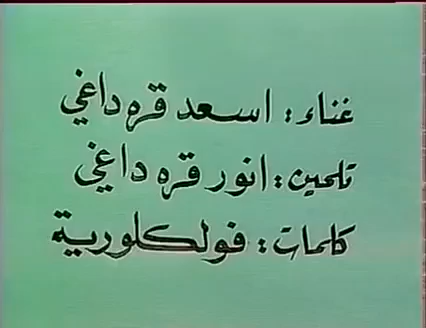 غناء : اسعد قره داغي
تلحين : انور قره داغي
كلمات : فولكلورية